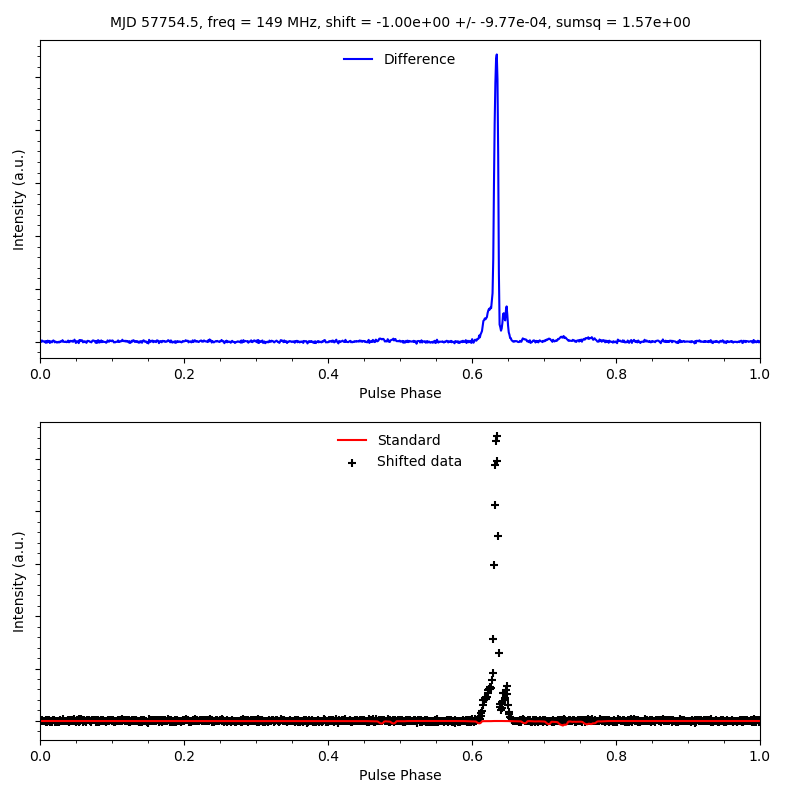 MJD 57754.5, freq = 149 MHz, shift = -1.00e+00 +/- -9.77e-04, sumsq = 1.57e+00
Difference
Intensity (a.u.)
0.0 0.2 0.4 0.6 0.8 1.0
Pulse Phase
Standard
Shifted data
Intensity (a.u.)
0.0 0.2 0.4 0.6 0.8 1.0
Pulse Phase